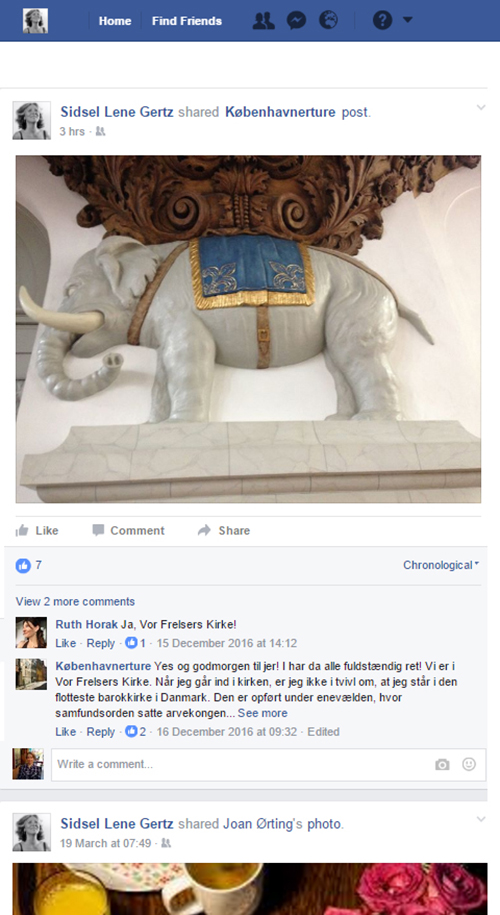 Home Find Friends
Sidsel Lene Gertz shared Københavnerture post.
3 hrs ·
Like Comment Share
7 Chronological
View 2 more comments
Ruth Horak Ja, Vor Frelsers Kirke!
Like · Reply · 1 · 15 December 2016 at 14:12
Københavnerture Yes og godmorgen til jer! I har da alle fuldstændig ret! Vi er i
Vor Frelsers Kirke. Når jeg går ind i kirken, er jeg ikke i tvivl om, at jeg står i den
flotteste barokkirke i Danmark. Den er opført under enevælden, hvor
samfundsorden satte arvekongen... See more
Like · Reply · 2 · 16 December 2016 at 09:32 · Edited
Write a comment...
Sidsel Lene Gertz shared Joan Ørting's photo.
19 March at 07:49 ·